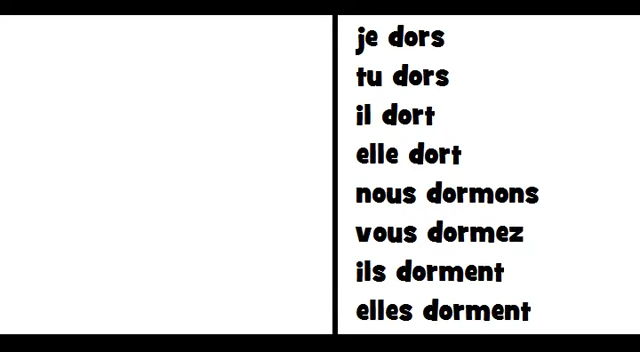 je dors
tu dors
il dort
elle dort
nous dormons
vous dormez
ils dorment
elles dorment